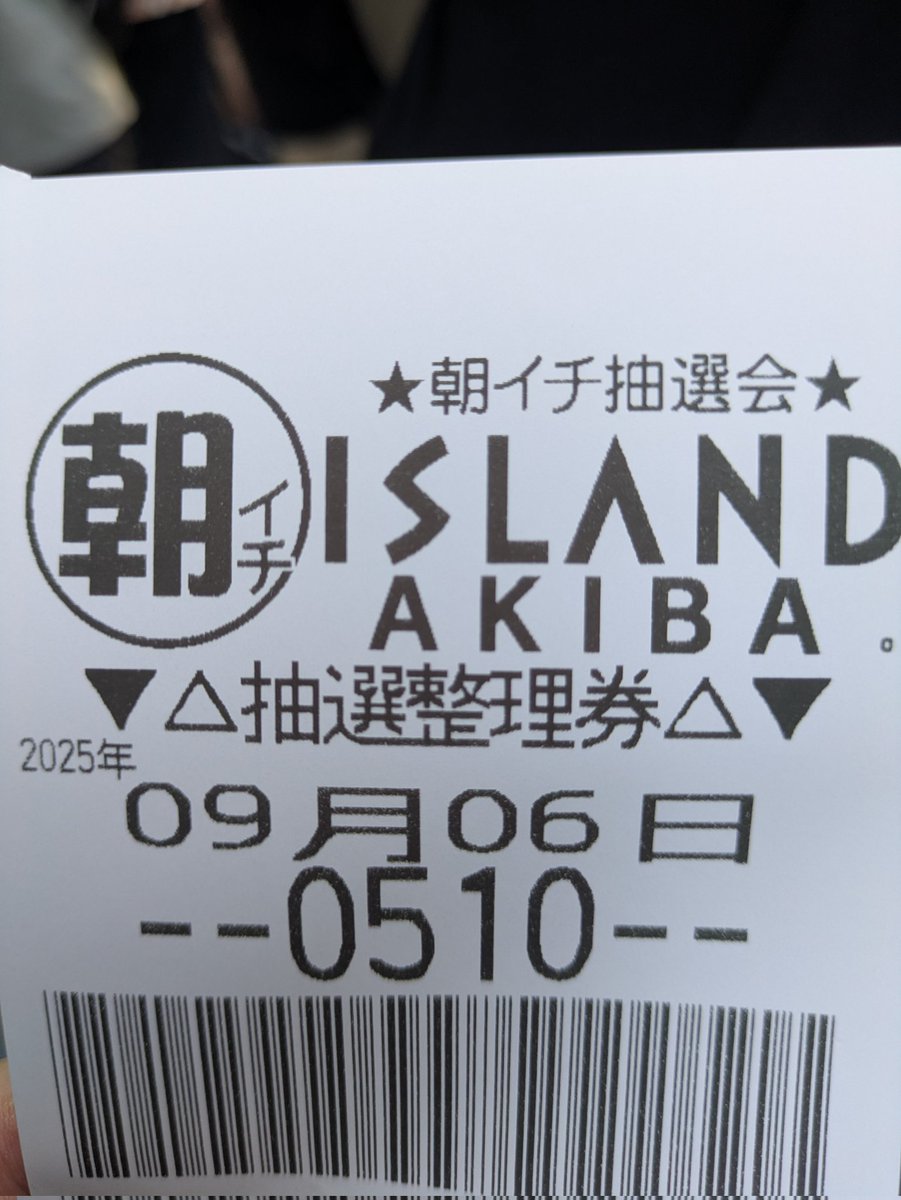 ★朝イチ抽選会★
朝イチ
ISLAND
AKIBA。
▼△抽選整理券△▼
2025年
09月06日
--0510--